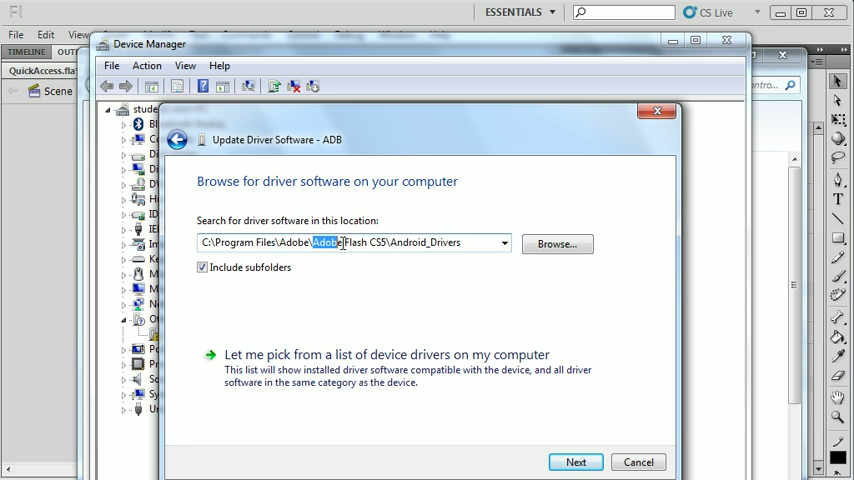 Fl
ESSENTIALS
CS Live
File Edit View
TIMELINE
QuickAccess.fla
Scene
Device Manager
File Action View Help
Update Driver Software - ADB
Browse for driver software on your computer
Search for driver software in this location:
C:\Program Files\Adobe\Adobe Flash CS5\Android_Drivers
Browse...
Include subfolders
Let me pick from a list of device drivers on my computer
This list will show installed driver software compatible with the device, and all driver
software in the same category as the device.
Next Cancel